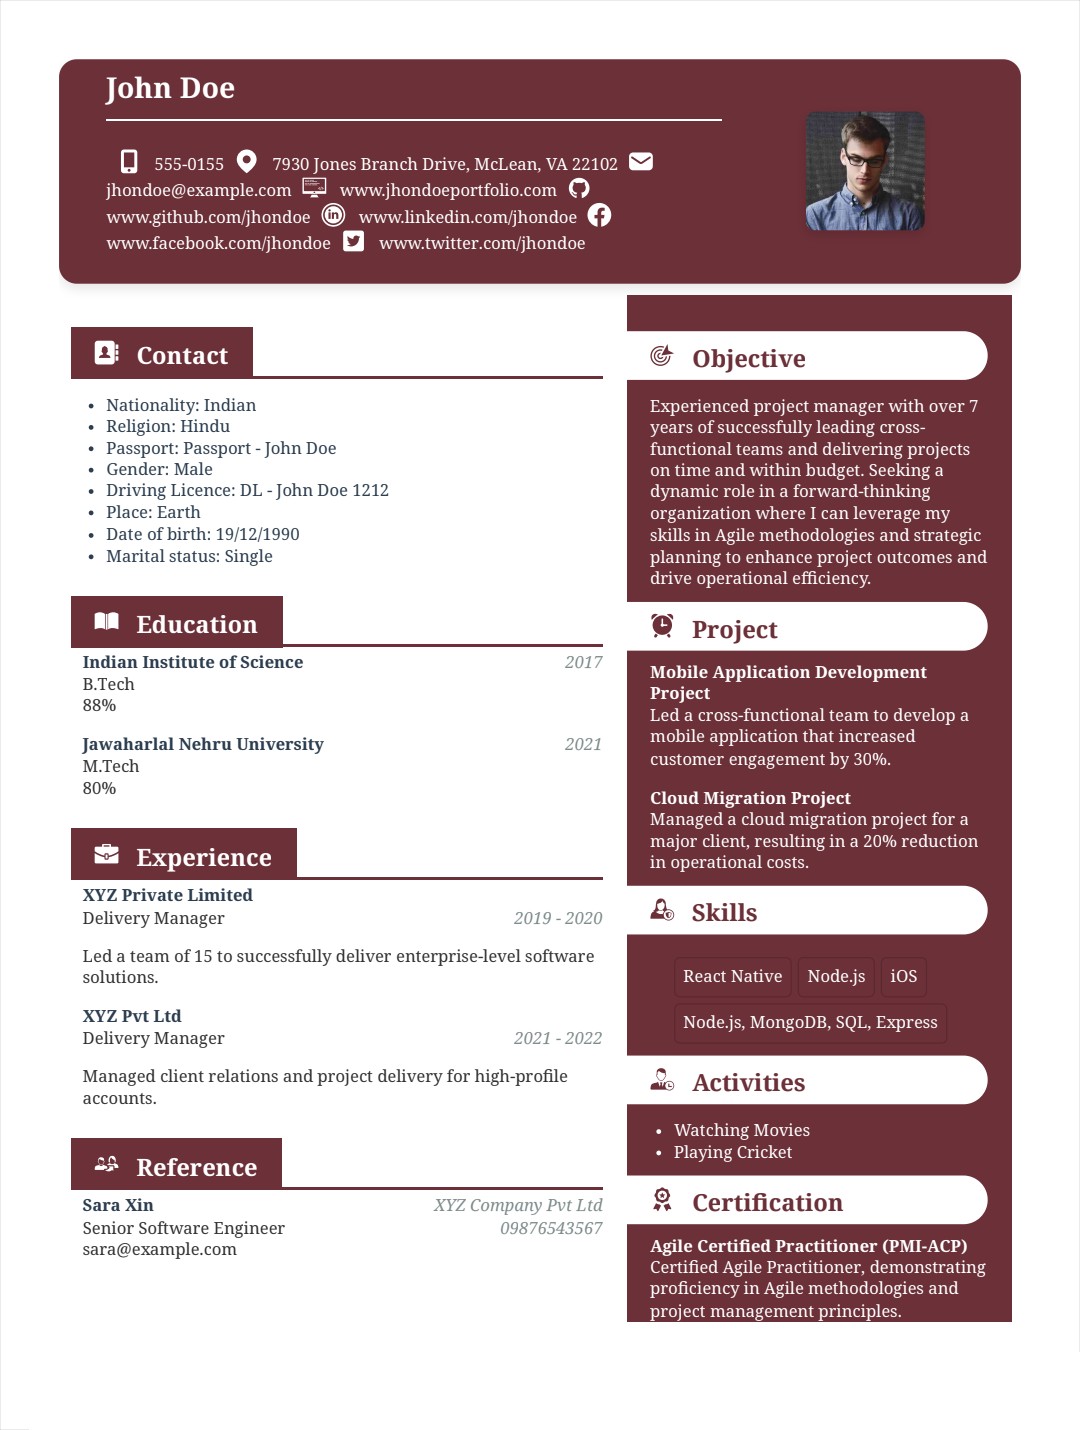 John Doe
555-0155 7930 Jones Branch Drive, McLean, VA 22102
jhondoe@example.com www.jhondoeportfolio.com
www.github.com/jhondoe www.linkedin.com/jhondoe
www.facebook.com/jhondoe www.twitter.com/jhondoe
Contact
• Nationality: Indian
• Religion: Hindu
• Passport: Passport - John Doe
• Gender: Male
• Driving Licence: DL - John Doe 1212
• Place: Earth
• Date of birth: 19/12/1990
• Marital status: Single
Education
Indian Institute of Science 2017
B.Tech
88%
Jawaharlal Nehru University 2021
M.Tech
80%
Experience
XYZ Private Limited
Delivery Manager 2019 - 2020
Led a team of 15 to successfully deliver enterprise-level software
solutions.
XYZ Pvt Ltd
Delivery Manager 2021 - 2022
Managed client relations and project delivery for high-profile
accounts.
Reference
Sara Xin XYZ Company Pvt Ltd
Senior Software Engineer 09876543567
sara@example.com
Objective
Experienced project manager with over 7
years of successfully leading cross-
functional teams and delivering projects
on time and within budget. Seeking a
dynamic role in a forward-thinking
organization where I can leverage my
skills in Agile methodologies and strategic
planning to enhance project outcomes and
drive operational efficiency.
Project
Mobile Application Development
Project
Led a cross-functional team to develop a
mobile application that increased
customer engagement by 30%.
Cloud Migration Project
Managed a cloud migration project for a
major client, resulting in a 20% reduction
in operational costs.
Skills
React Native Node.js iOS
Node.js, MongoDB, SQL, Express
Activities
• Watching Movies
• Playing Cricket
Certification
Agile Certified Practitioner (PMI-ACP)
Certified Agile Practitioner, demonstrating
proficiency in Agile methodologies and
project management principles.